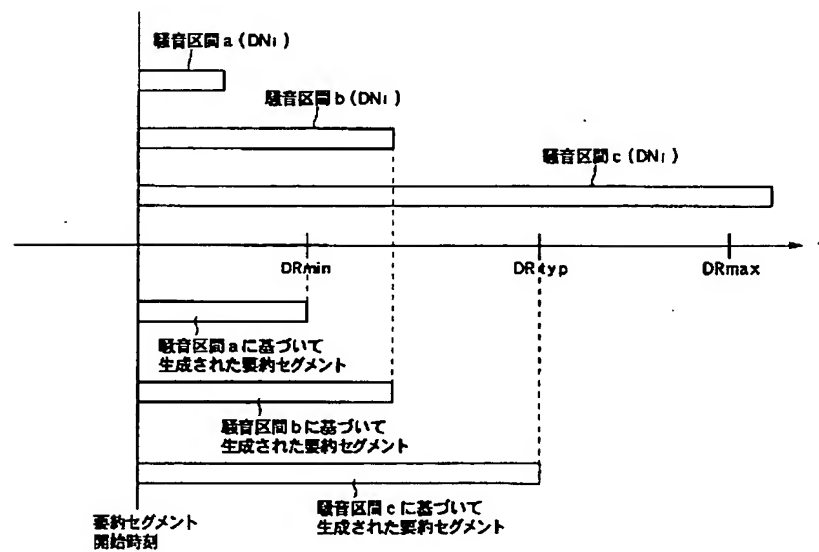 騒音区間a(DNi)
騒音区間b(DNi)
騒音区間c(DNi)
DRmin
DRtyp
DRmax
騒音区間aに基づいて
生成された要約セグメント
騒音区間bに基づいて
生成された要約セグメント
騒音区間cに基づいて
生成された要約セグメント
要約セグメント
開始時刻